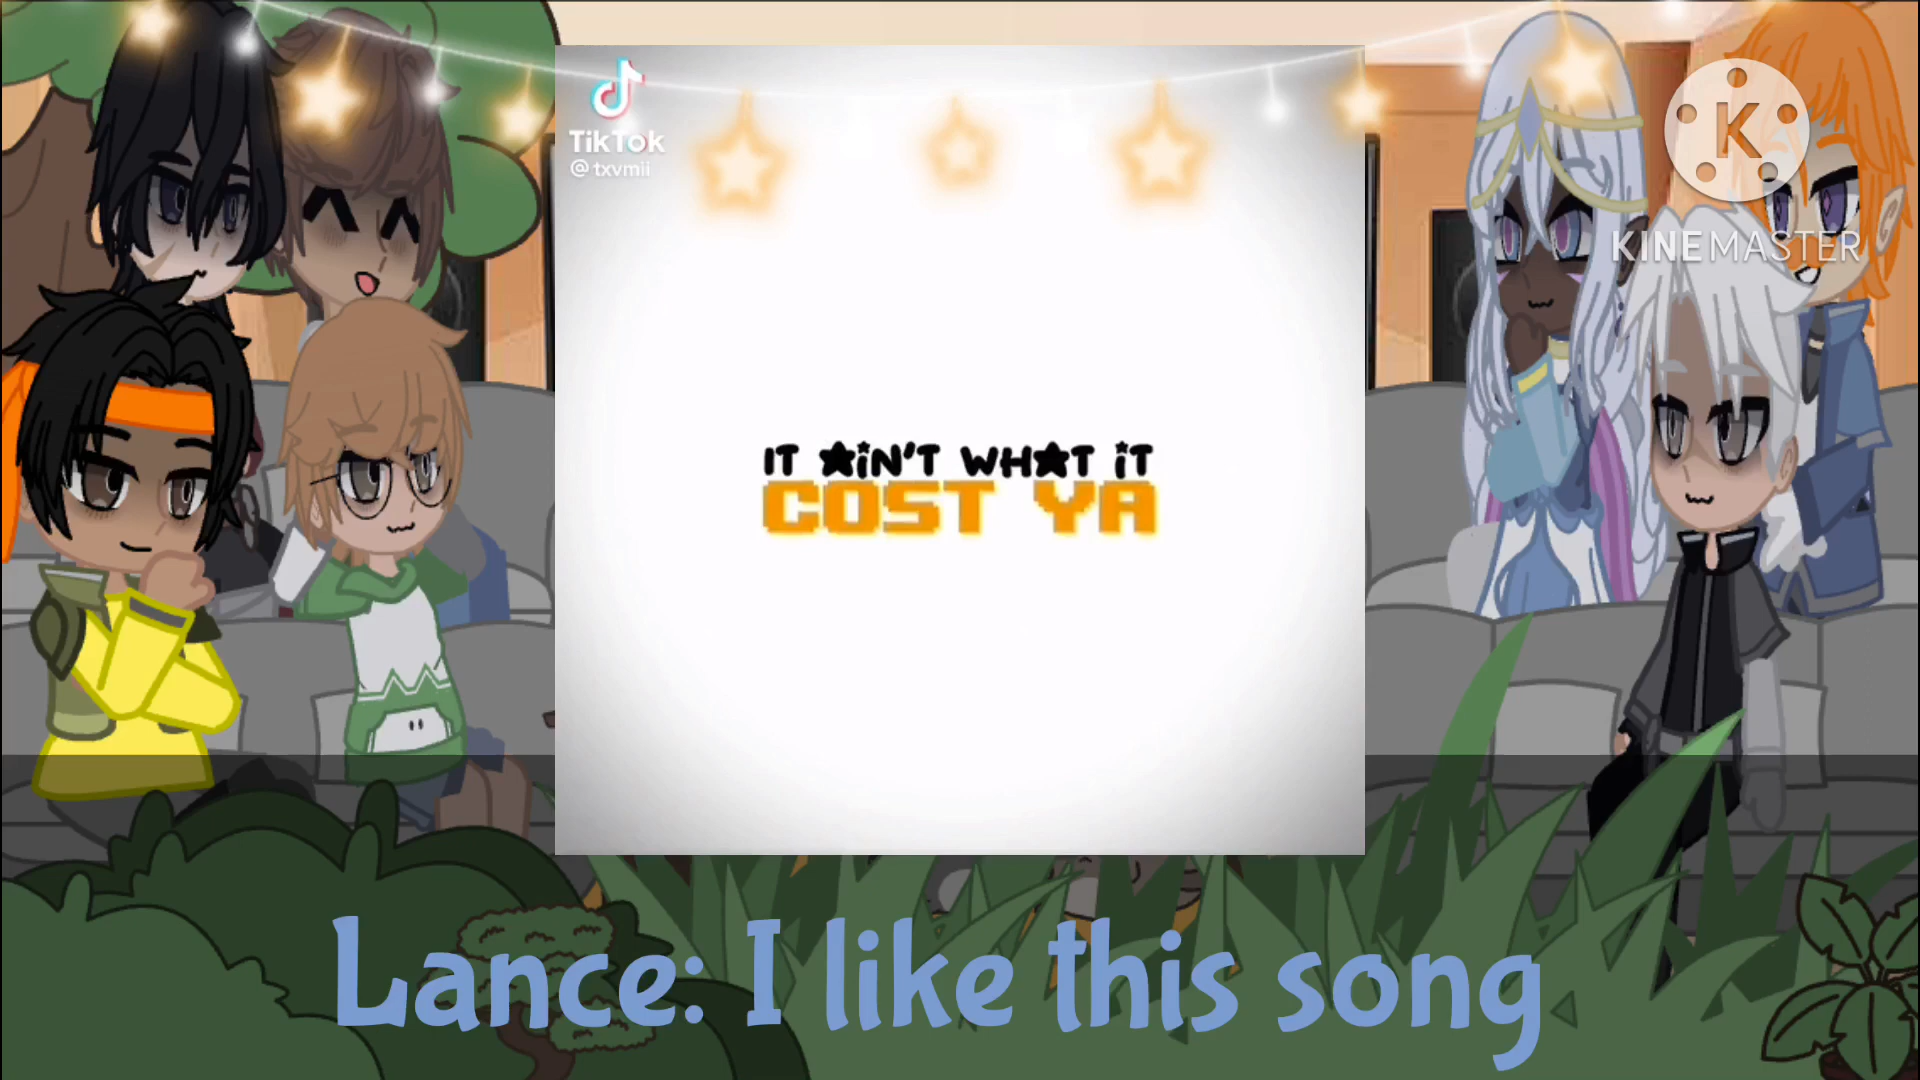 TikTok
@txvmii
K
KINEMASTER
IT AiN'T WHAT iT
COST YA
Lance: I like this song